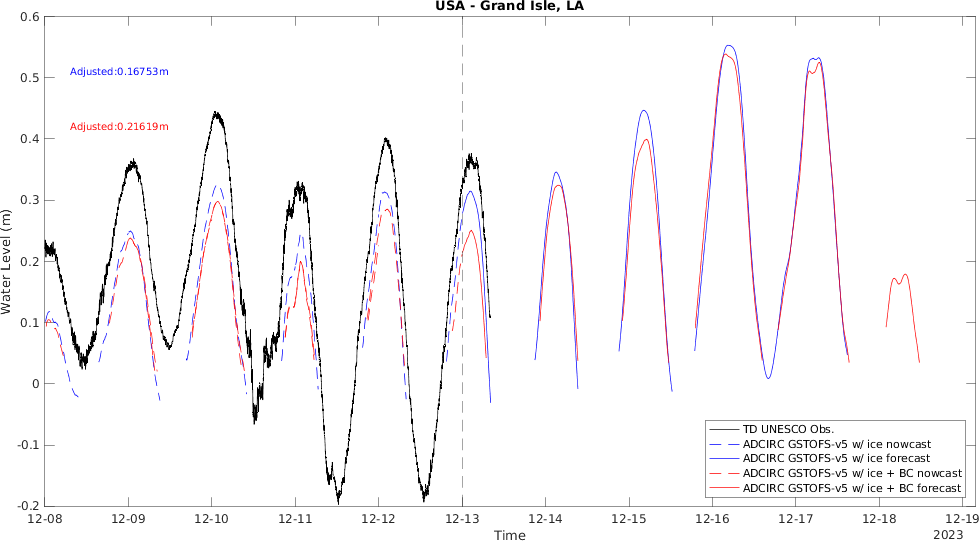 USA - Grand Isle, LA
0.6
0.5
0.4
0.3
0.2
0.1
0
-0.1
-0.2
Water Level (m)
Adjusted:0.16753m
Adjusted:0.21619m
TD UNESCO Obs.
ADCIRC GSTOFS-v5 w/ ice nowcast
ADCIRC GSTOFS-v5 w/ ice forecast
ADCIRC GSTOFS-v5 w/ ice + BC nowcast
ADCIRC GSTOFS-v5 w/ ice + BC forecast
12-08 12-09 12-10 12-11 12-12 12-13 12-14 12-15 12-16 12-17 12-18 12-19
Time
2023